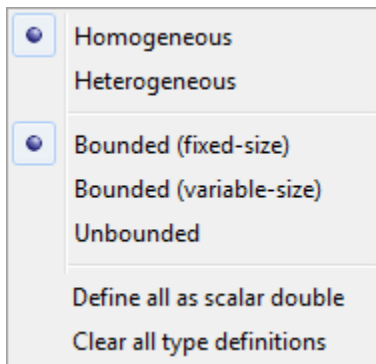 Homogeneous
Heterogeneous
Bounded (fixed-size)
Bounded (variable-size)
Unbounded
Define all as scalar double
Clear all type definitions